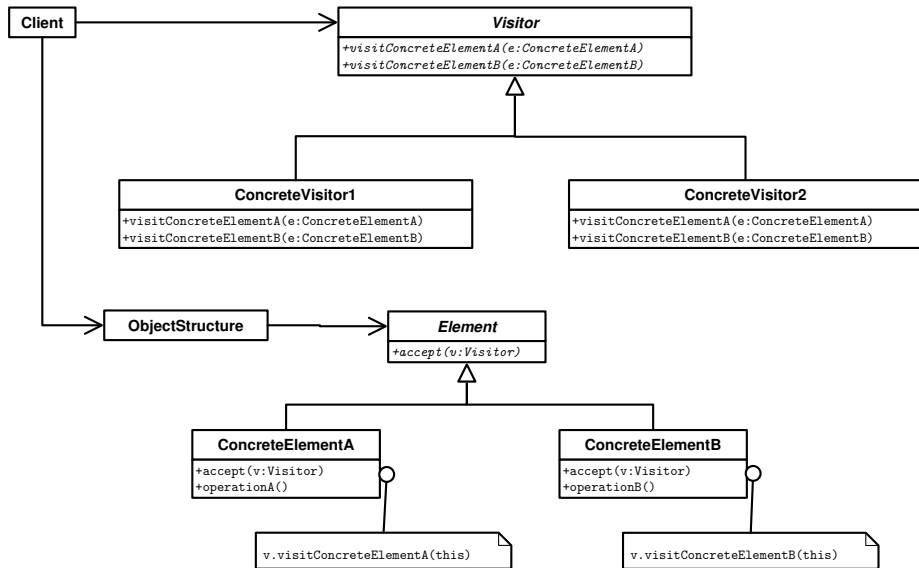 Client
Visitor
+visitConcreteElementA(e:ConcreteElementA)
+visitConcreteElementB(e:ConcreteElementB)
ConcreteVisitor1
+visitConcreteElementA(e:ConcreteElementA)
+visitConcreteElementB(e:ConcreteElementB)
ConcreteVisitor2
+visitConcreteElementA(e:ConcreteElementA)
+visitConcreteElementB(e:ConcreteElementB)
ObjectStructure
Element
+accept(v:Visitor)
ConcreteElementA
+accept(v:Visitor)
+operationA()
ConcreteElementB
+accept(v:Visitor)
+operationB()
v.visitConcreteElementA(this)
v.visitConcreteElementB(this)